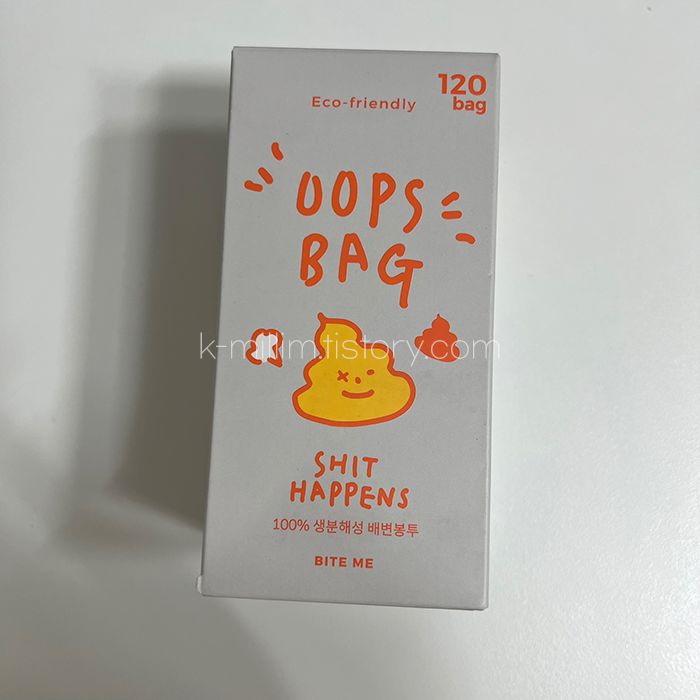 Eco-friendly
120
bag
OOPS
BAG
k-mikim.tistory.com
SHIT
HAPPENS
100% 생분해성 배변봉투
BITE ME